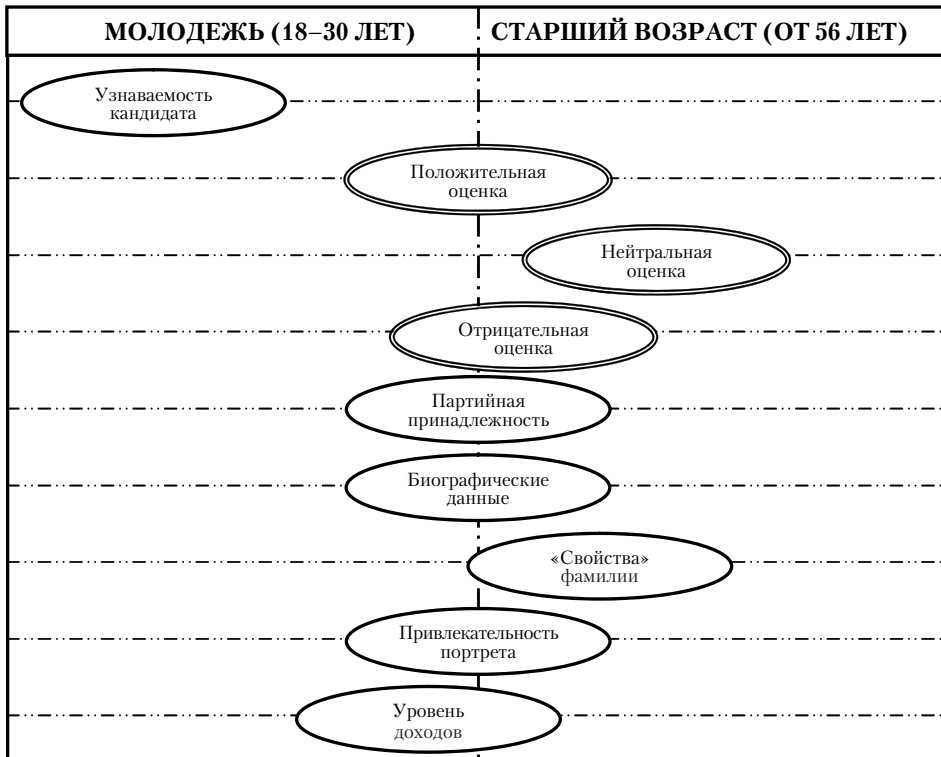 МОЛОДЕЖЬ (18–30 ЛЕТ)
СТАРШИЙ ВОЗРАСТ (ОТ 56 ЛЕТ)
Узнаваемость
кандидата
Положительная
оценка
Нейтральная
оценка
Отрицательная
оценка
Партийная
принадлежность
Биографические
данные
«Свойства»
фамилии
Привлекательность
портрета
Уровень
доходов